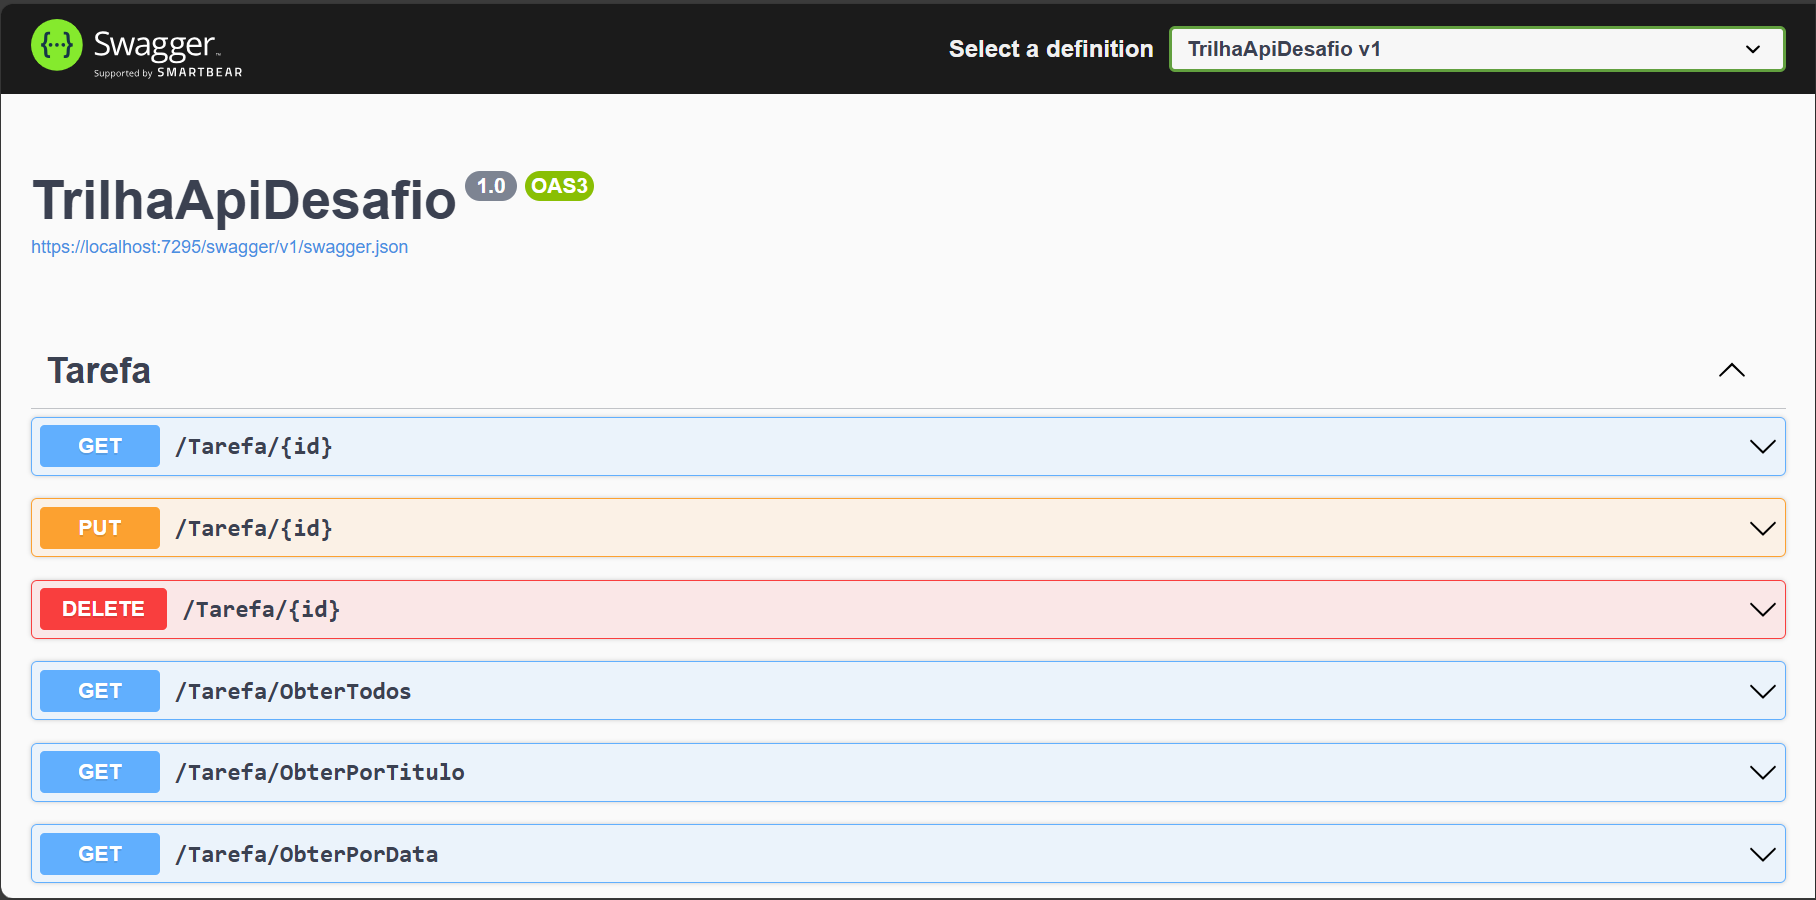 {···} Swagger™
Supported by SMARTBEAR
Select a definition
TrilhaApiDesafio v1
TrilhaApiDesafio 1.0 OAS3
https://localhost:7295/swagger/v1/swagger.json
Tarefa
GET /Tarefa/{id}
PUT /Tarefa/{id}
DELETE /Tarefa/{id}
GET /Tarefa/ObterTodos
GET /Tarefa/ObterPorTitulo
GET /Tarefa/ObterPorData